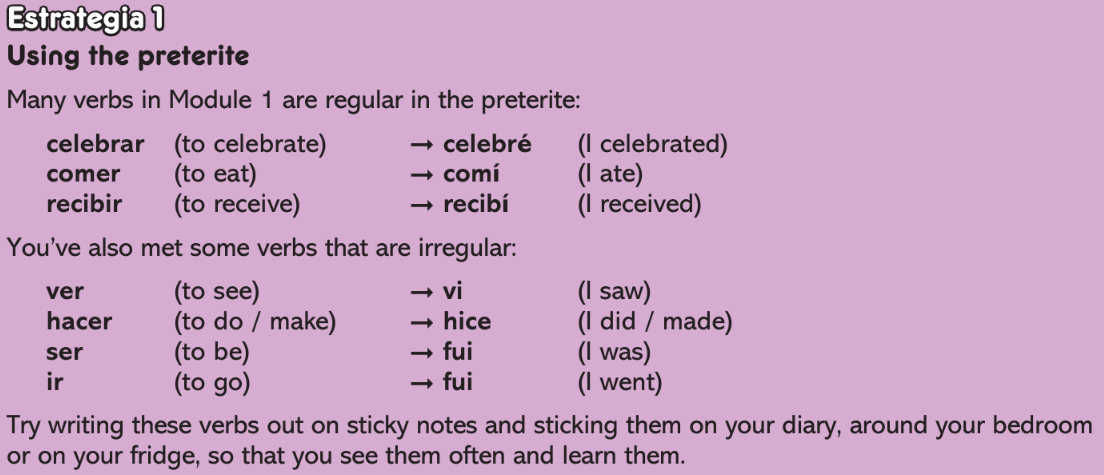 Estrategia 1
Using the preterite
Many verbs in Module 1 are regular in the preterite:
celebrar (to celebrate) → celebré (I celebrated)
comer (to eat) → comí (I ate)
recibir (to receive) → recibí (I received)
You've also met some verbs that are irregular:
ver (to see) → vi (I saw)
hacer (to do / make) → hice (I did / made)
ser (to be) → fui (I was)
ir (to go) → fui (I went)
Try writing these verbs out on sticky notes and sticking them on your diary, around your bedroom
or on your fridge, so that you see them often and learn them.